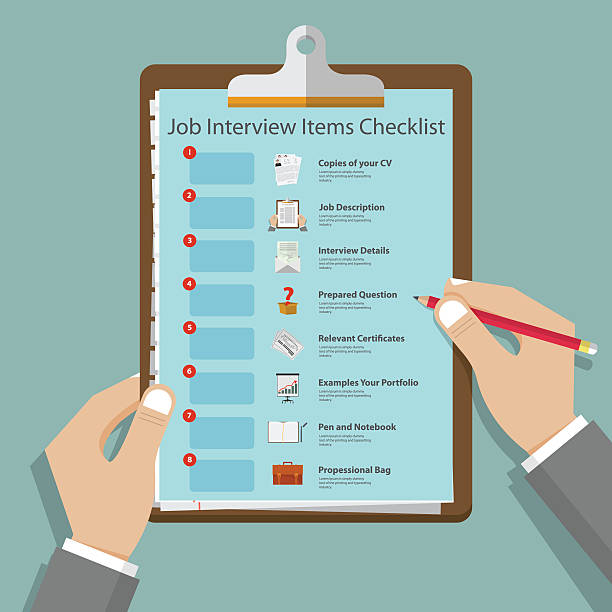 Job Interview Items Checklist
1
Copies of your CV
Lorem ipsum is simply dummy
text of the printing and typesetting
industry.
2
Job Description
Lorem ipsum is simply dummy
text of the printing and typesetting
industry.
3
Interview Details
Lorem ipsum is simply dummy
text of the printing and typesetting
industry.
4
Prepared Question
Lorem ipsum is simply dummy
text of the printing and typesetting
industry.
5
Relevant Certificates
Lorem ipsum is simply dummy
text of the printing and typesetting
industry.
6
Examples Your Portfolio
Lorem ipsum is simply dummy
text of the printing and typesetting
industry.
7
Pen and Notebook
Lorem ipsum is simply dummy
text of the printing and typesetting
industry.
8
Propessional Bag
Lorem ipsum is simply dummy
text of the printing and typesetting
industry.